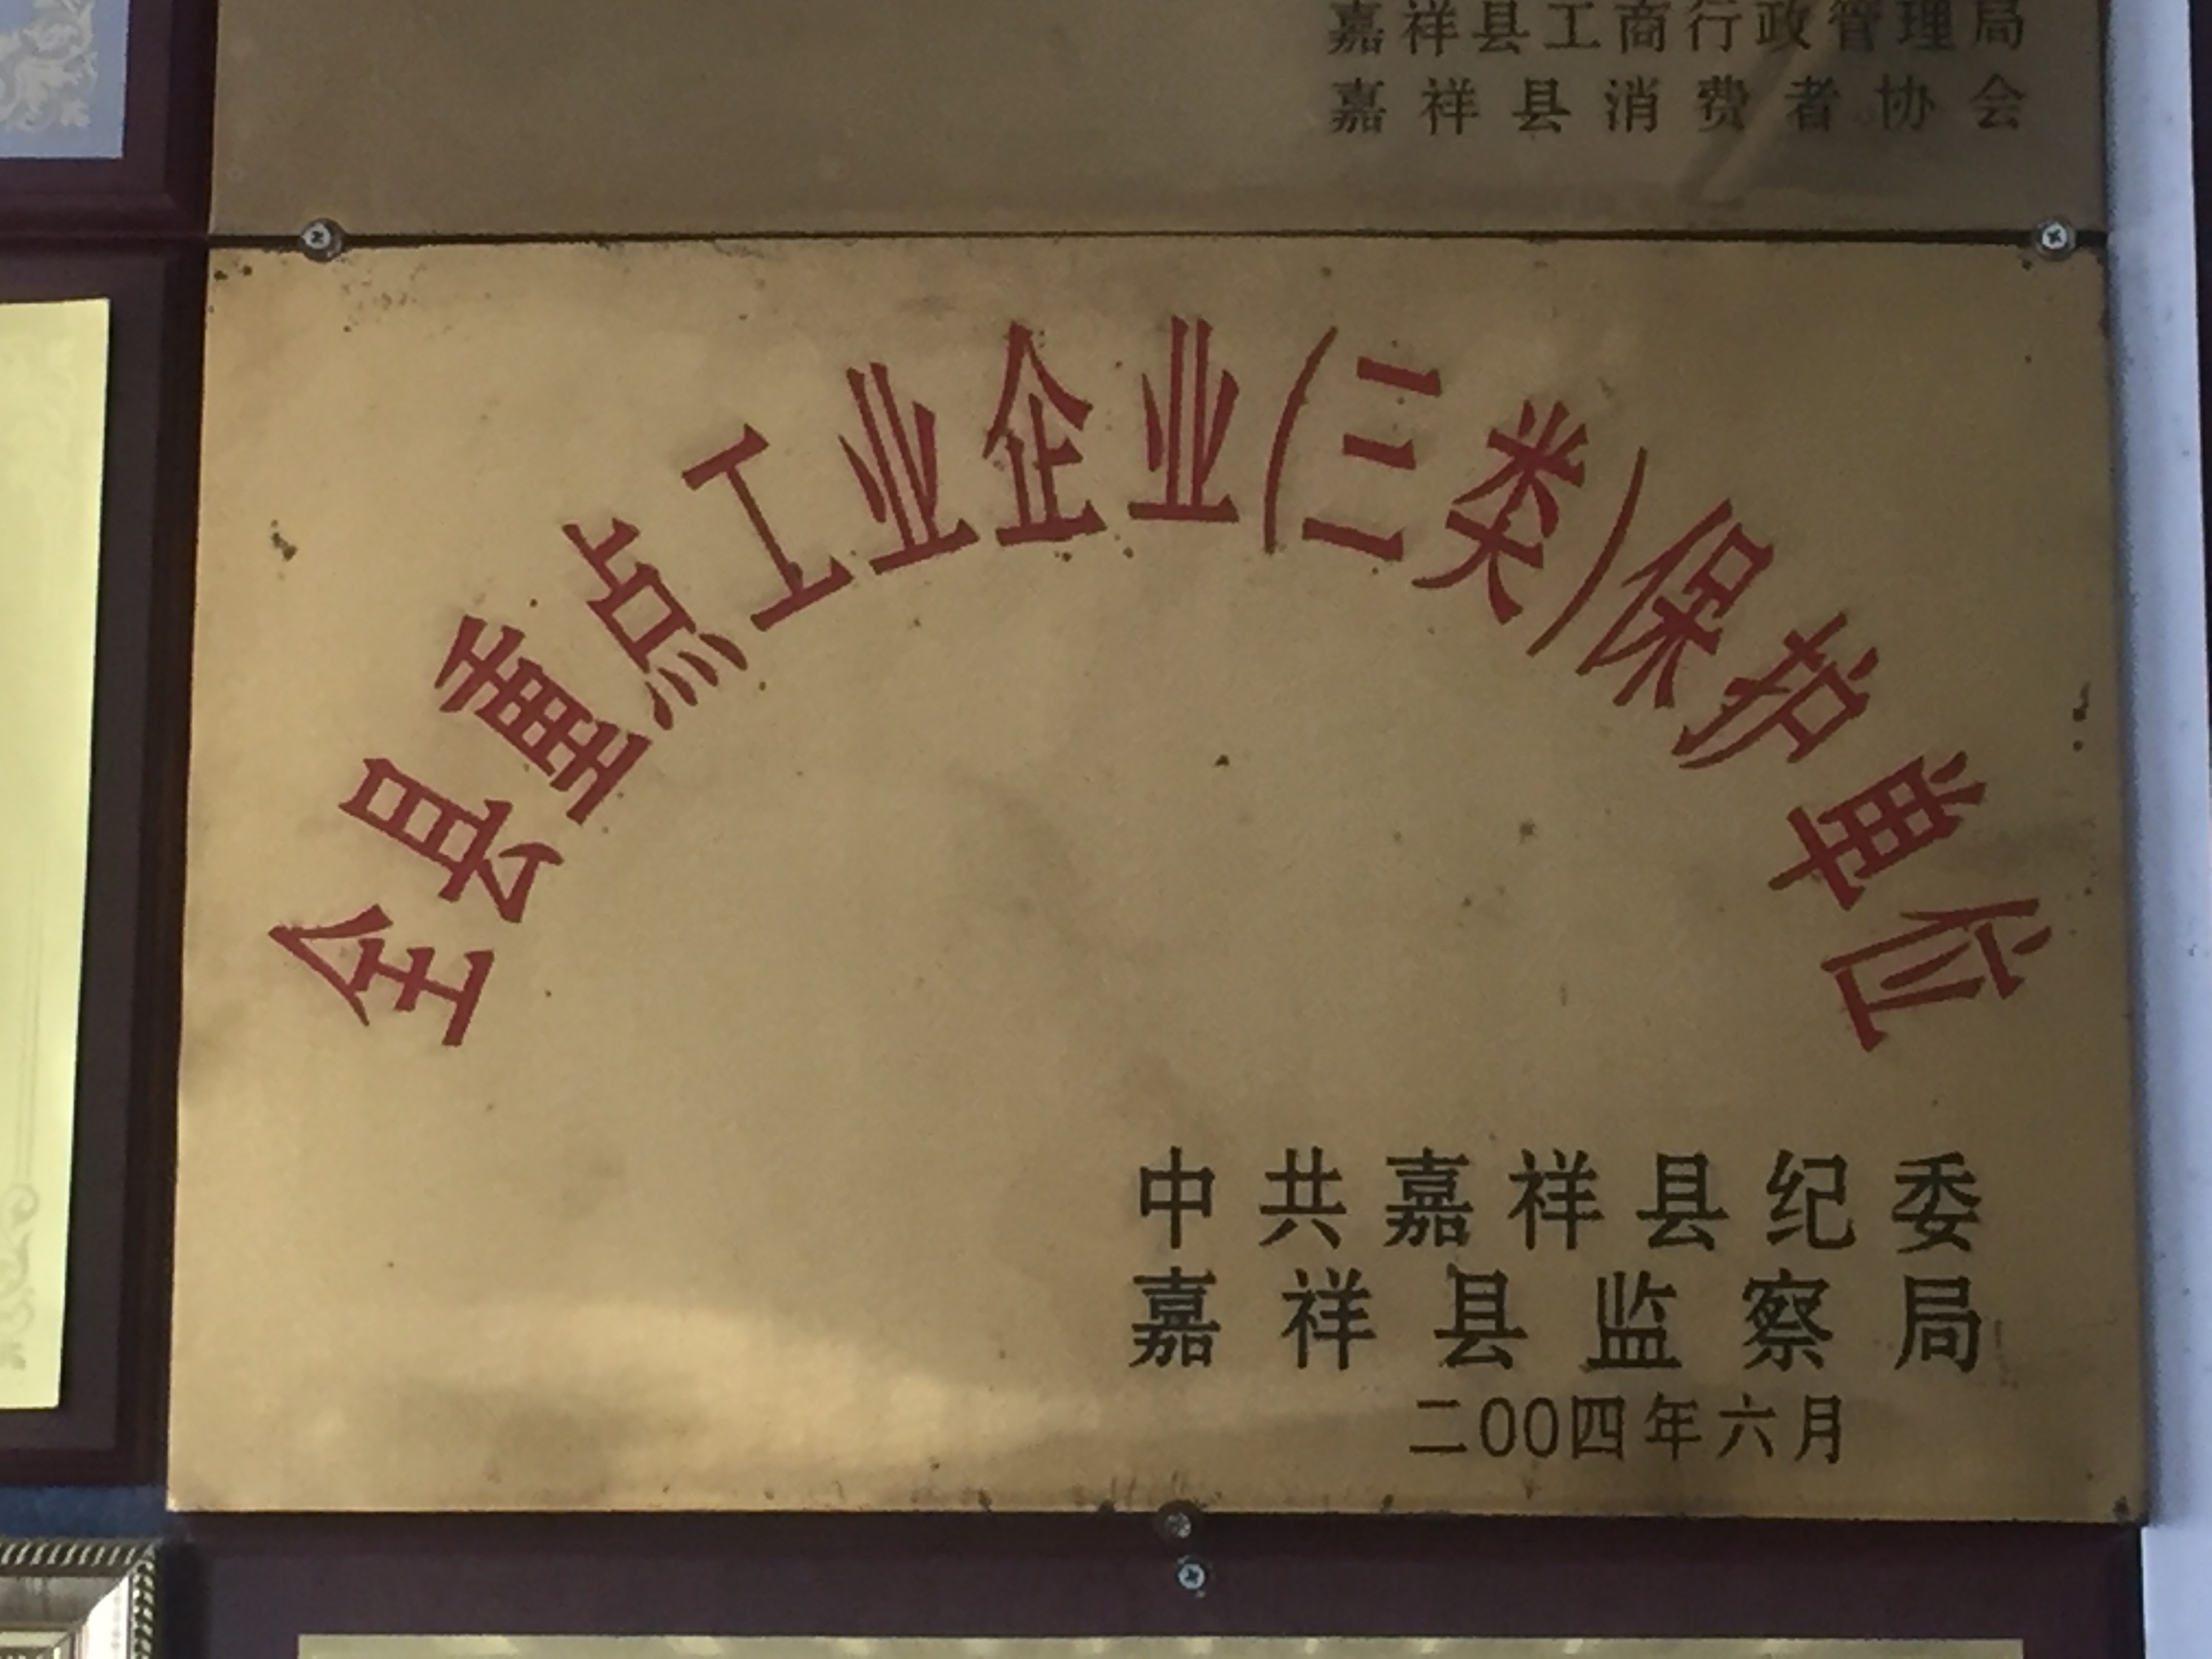 嘉祥县工商行政管理局
嘉祥县消费者协会
全县重点工业企业(三类)保护单位
中共嘉祥县纪委
嘉祥县监察局
二00四年六月